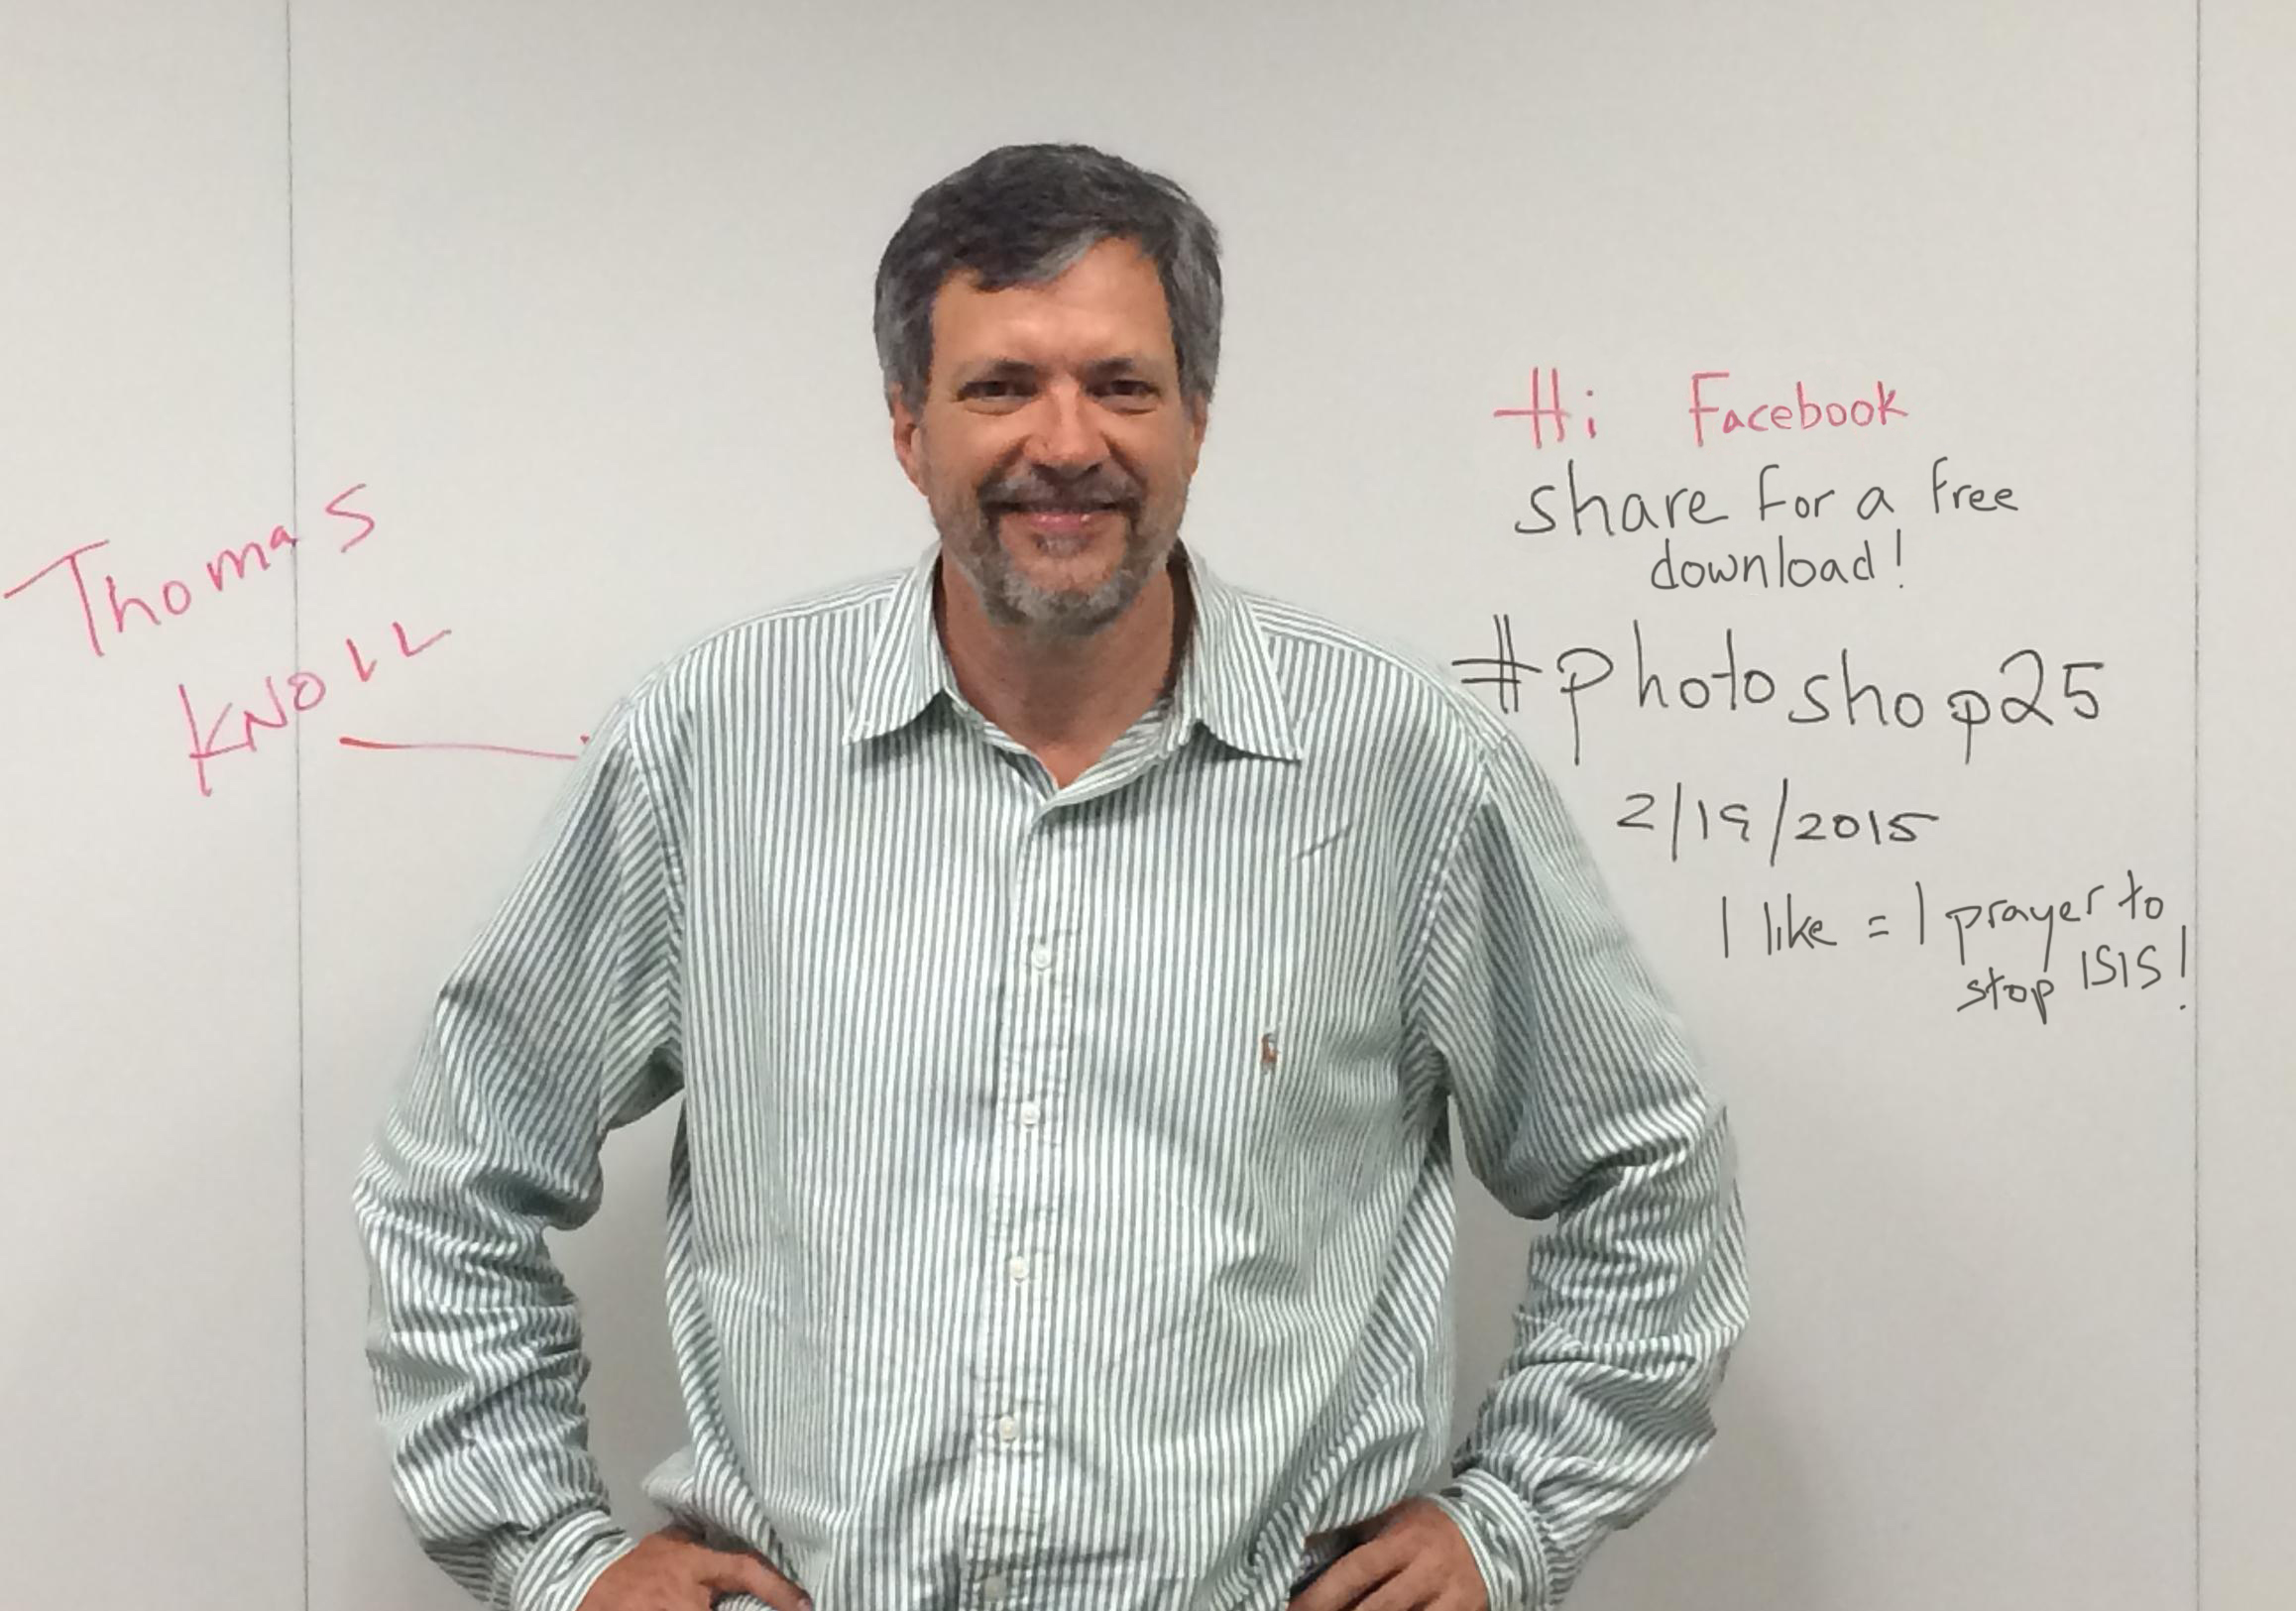 Thomas
KNOLL
Hi Facebook
share for a free
download!
#photoshop25
2/19/2015
1 like = 1 prayer to
stop ISIS!